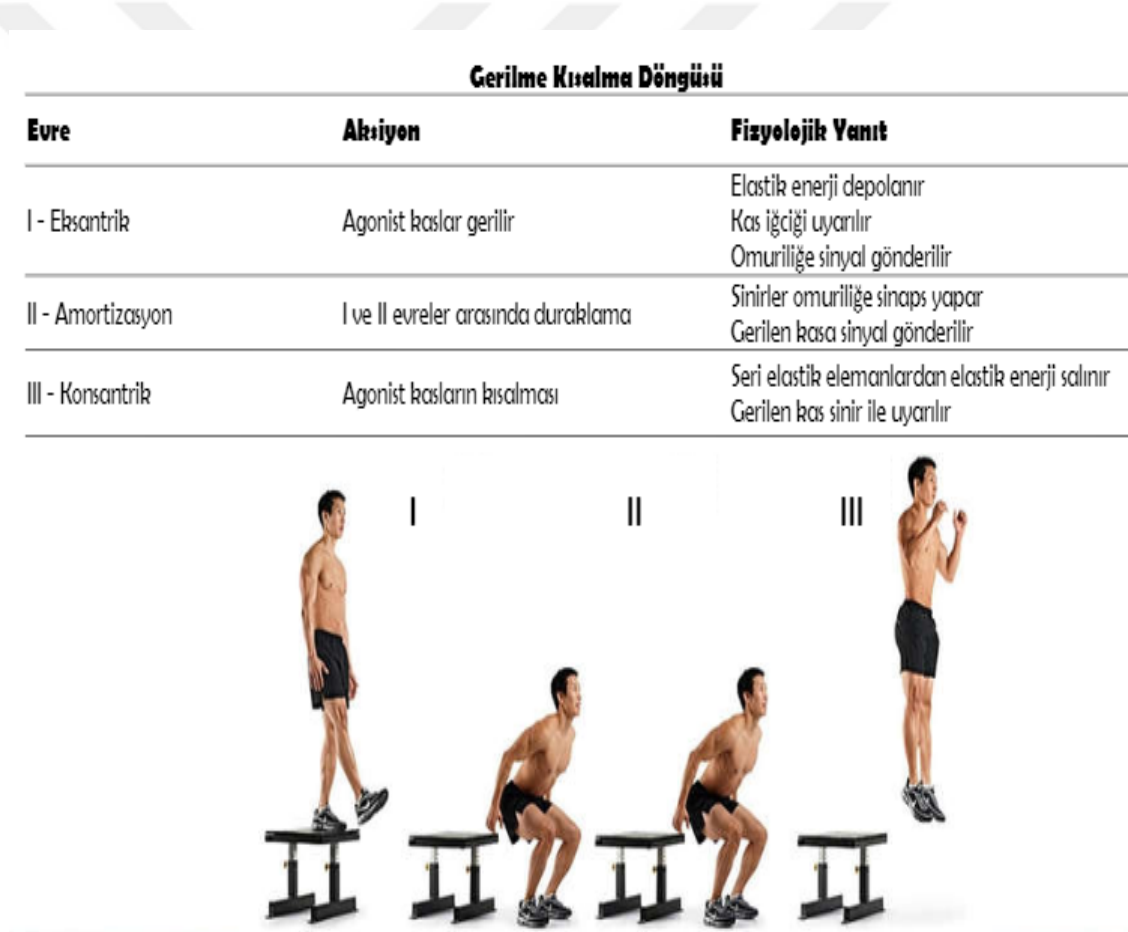 Gerilme Kısalma Döngüsü
Evre Aksiyon Fizyolojik Yanıt
I - Eksantrik Agonist kaslar gerilir Elastik enerji depolanır
Kas iğciği uyarılır
Omuriliğe sinyal gönderilir
II - Amortizasyon I ve II evreler arasında duraklama Sinirler omuriliğe sinaps yapar
Gerilen kasa sinyal gönderilir
III - Konsantrik Agonist kasların kısalması Seri elastik elemanlardan elastik enerji salınır
Gerilen kas sinir ile uyarılır
I II III